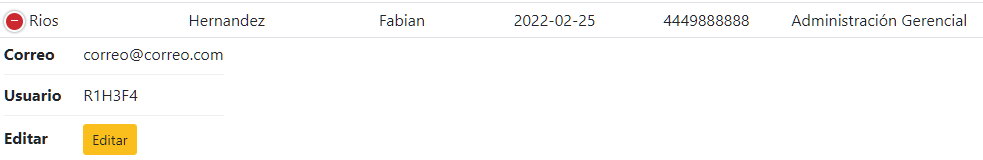 Rios Hernandez Fabian 2022-02-25 4449888888 Administración Gerencial
Correo correo@correo.com
Usuario R1H3F4
Editar Editar